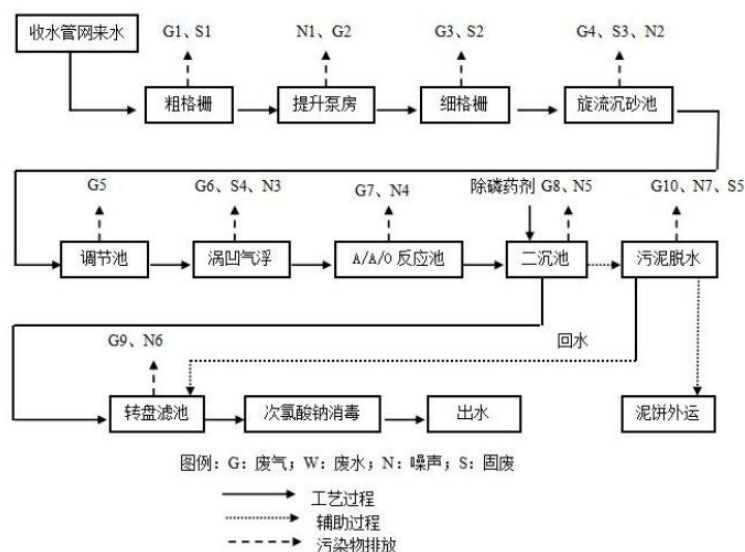 收水管网来水
G1、S1
N1、G2
G3、S2
G4、S3、N2
粗格栅
提升泵房
细格栅
旋流沉砂池
G5
G6、S4、N3
G7、N4
除磷药剂 G8、N5
G10、N7、S5
调节池
涡凹气浮
A/A/O 反应池
二沉池
污泥脱水
G9、N6
回水
转盘滤池
次氯酸钠消毒
出水
泥饼外运
图例：G：废气；W：废水；N：噪声；S：固废
工艺过程
辅助过程
污染物排放